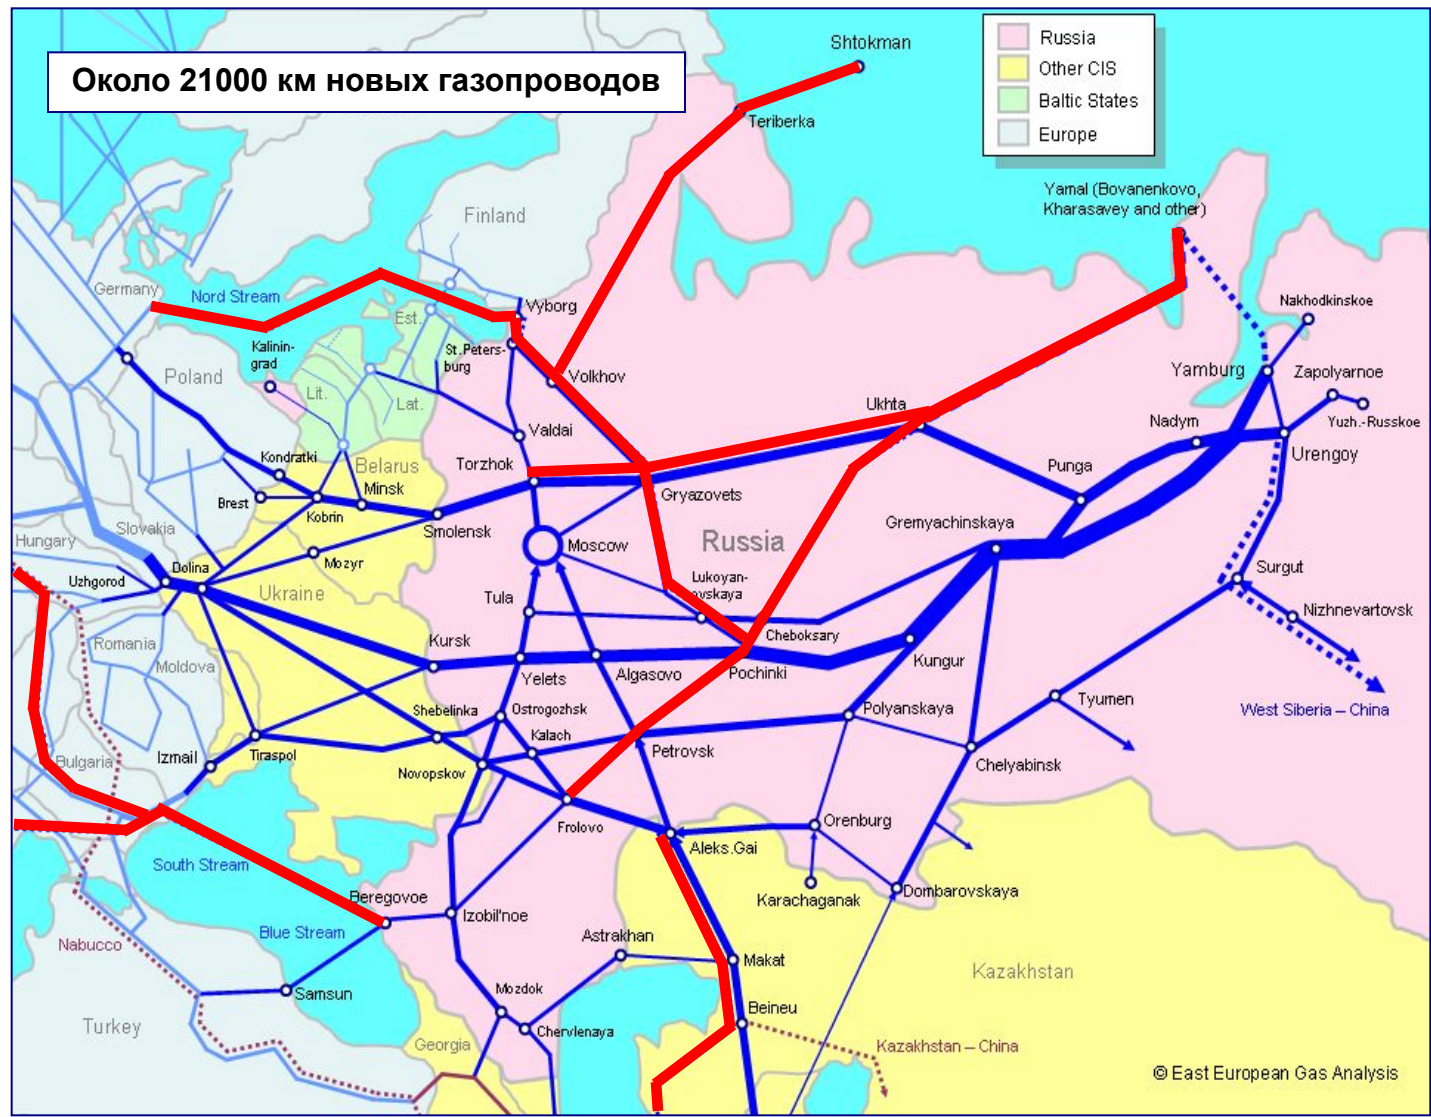 Около 21000 км новых газопроводов
Shtokman
Russia
Other CIS
Baltic States
Europe
Teriberka
Yamal (Bovanenkovo,
Kharasavey and other)
Finland
Germany
Nord Stream
Vyborg
Nakhodkinskoe
Est.
Kalinin-
grad
St.Peters-
burg
Volkhov
Poland
Yamburg
Zapolyarnoe
Lit.
Lat.
Ukhta
Yuzh.-Russkoe
Valdai
Nadym
Urengoy
Kondratki
Belarus
Torzhok
Punga
Minsk
Brest
Kobrin
Gryazovets
Smolensk
Slovakia
Hungary
Russia
Gremyachinskaya
Moscow
Mozyr
Dolina
Uzhgorod
Surgut
Ukraine
Tula
Lukoyan-
ovskaya
Nizhnevartovsk
Romania
Kursk
Cheboksary
Moldova
Yelets
Algasovo
Pochinki
Kungur
Shebelinka
Ostrogozhsk
Polyanskaya
Tyumen
West Siberia – China
Kalach
Izmail
Tiraspol
Bulgaria
Novopskov
Petrovsk
Chelyabinsk
Frolovo
Orenburg
Aleks.Gai
South Stream
Beregovoe
Karachaganak
Dombarovskaya
Izobil'noe
Blue Stream
Astrakhan
Nabucco
Makat
Kazakhstan
Samsun
Mozdok
Beineu
Turkey
Chervlenaya
Georgia
Kazakhstan – China
© East European Gas Analysis